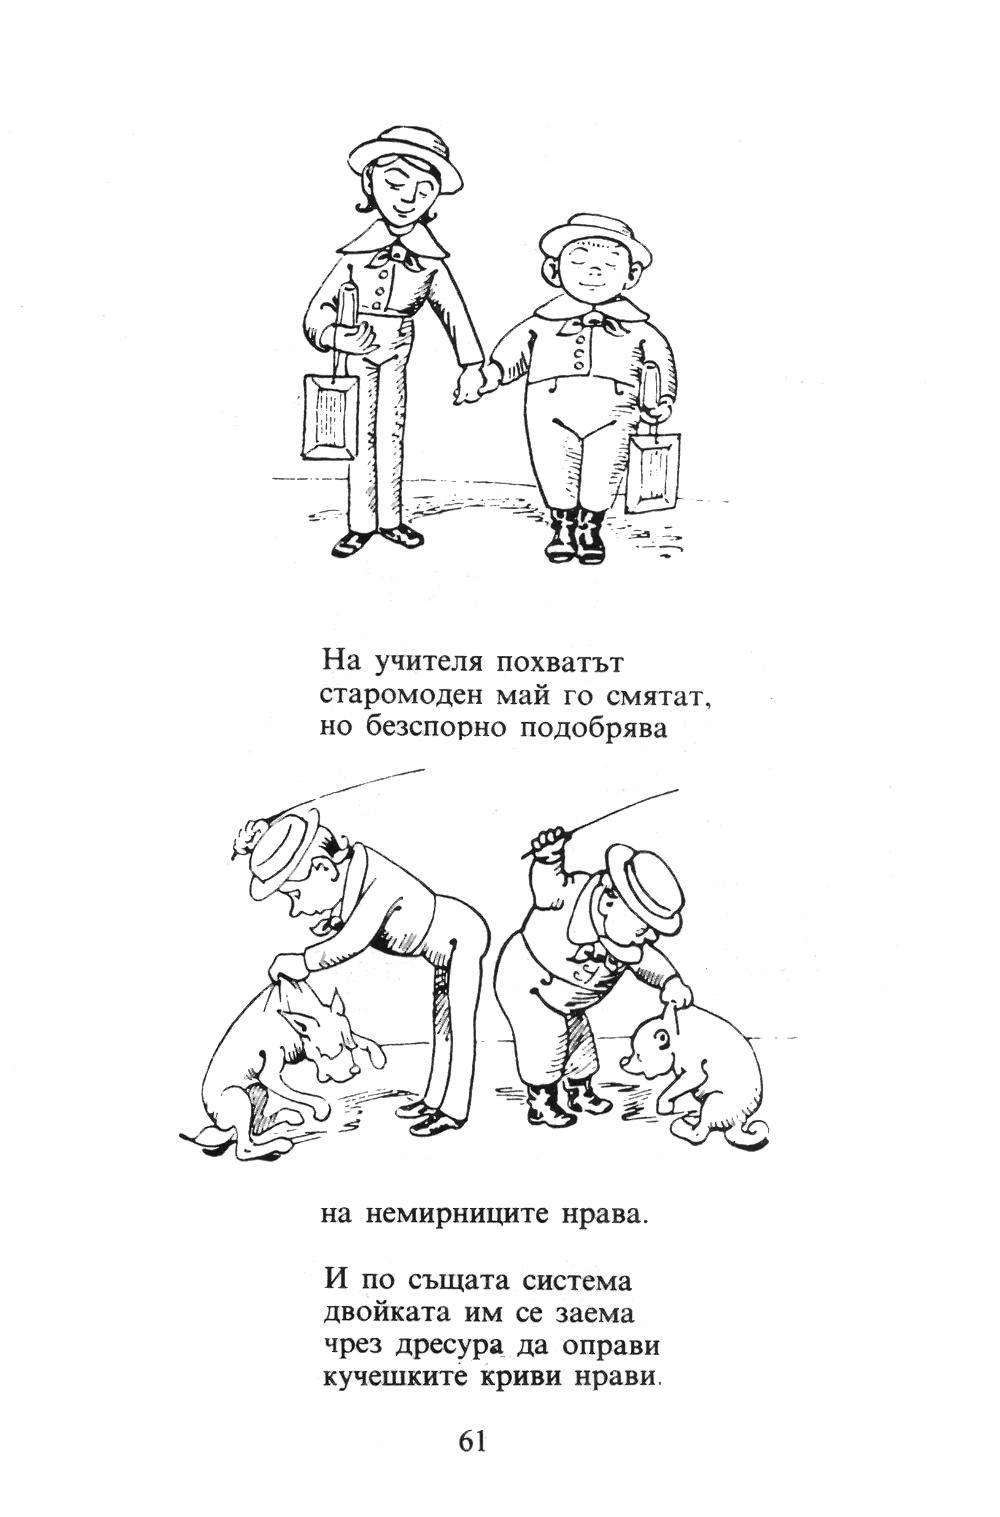 На учителя похватът
старомоден май го смятат,
но безспорно подобрява
на немирниците нрава.
И по същата система
двойката им се заема
чрез дресура да оправи
кучешките криви нрави.
61